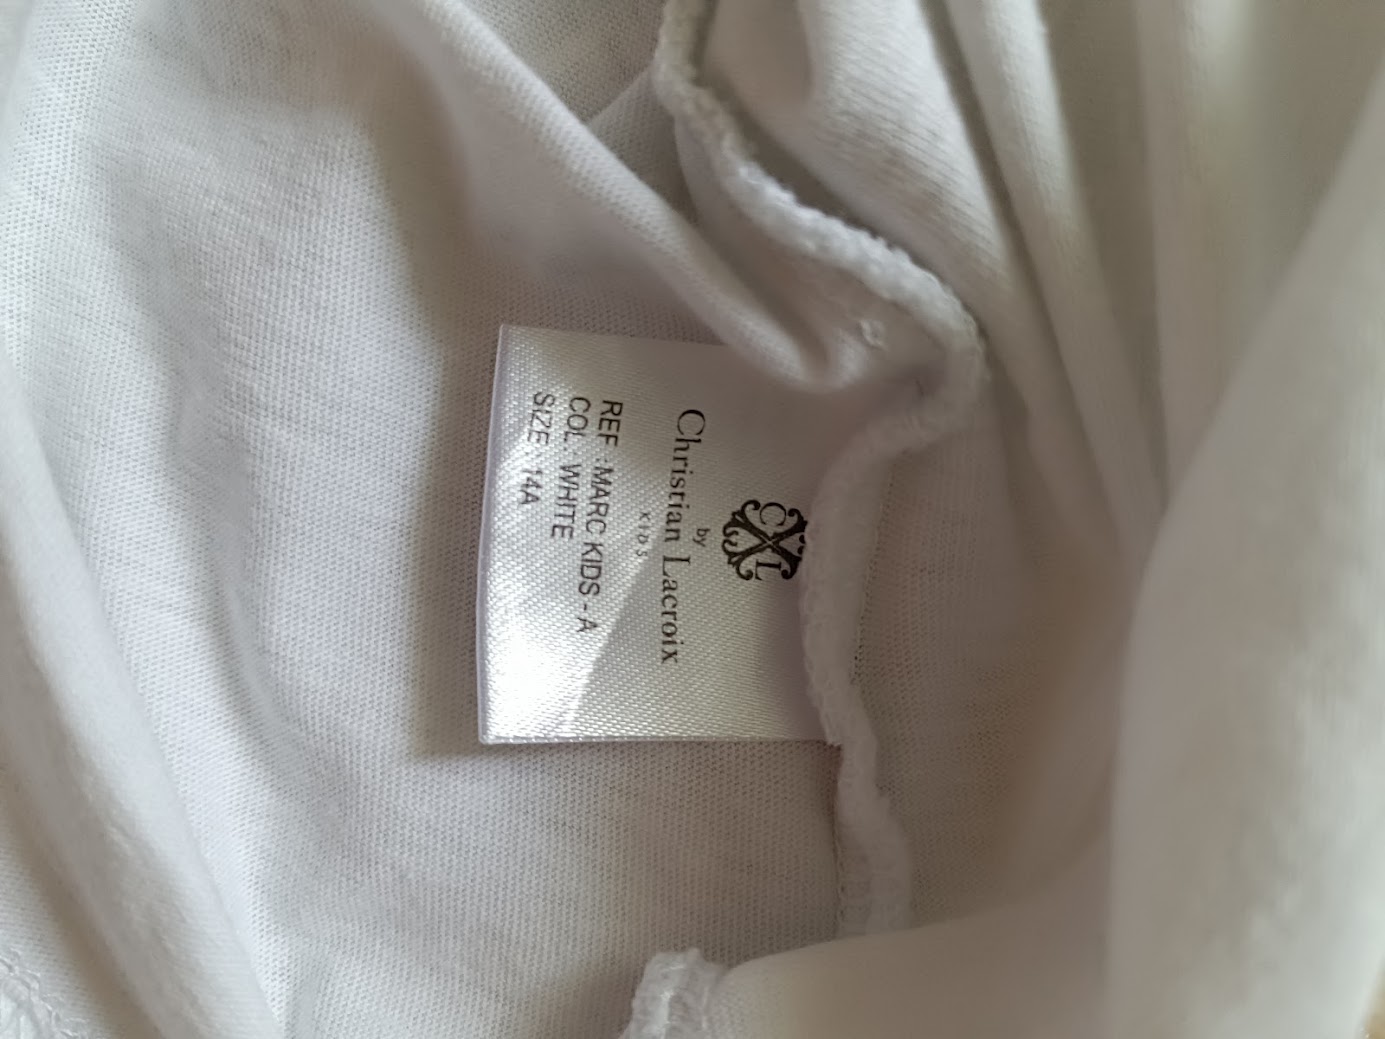 CXL
by
Christian Lacroix
KIDS
REF : MARC KIDS - A
COL : WHITE
SIZE : 14A